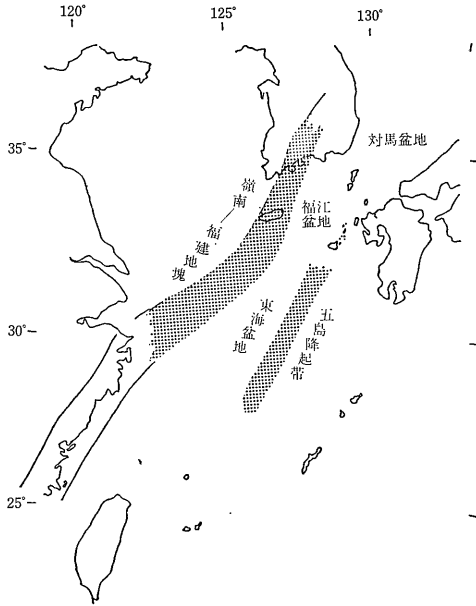 120°
125°
130°
35°
30°
25°
対馬盆地
嶺南―福建地塊
福江
盆地
東海盆地
五島隆起帯